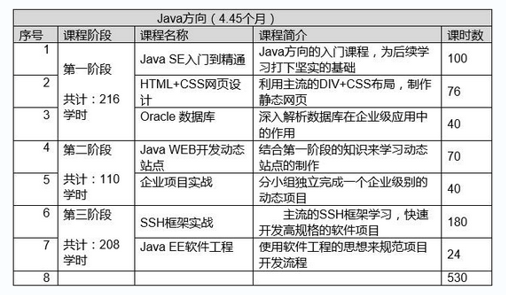 Java方向（4.45个月）
序号 课程阶段 课程名称 课程简介 课时数
1 第一阶段 共计：216学时 Java SE入门到精通 Java方向的入门课程，为后续学习打下坚实的基础 100
2 HTML+CSS网页设计 利用主流的DIV+CSS布局，制作静态网页 76
3 Oracle 数据库 深入解析数据库在企业级应用中的作用 40
4 第二阶段 共计：110学时 Java WEB开发动态站点 结合第一阶段的知识来学习动态站点的制作 70
5 企业项目实战 分小组独立完成一个企业级别的动态项目 40
6 第三阶段 共计：208学时 SSH框架实战 主流的SSH框架学习，快速开发高规格的软件项目 180
7 Java EE软件工程 使用软件工程的思想来规范项目开发流程 24
8 530